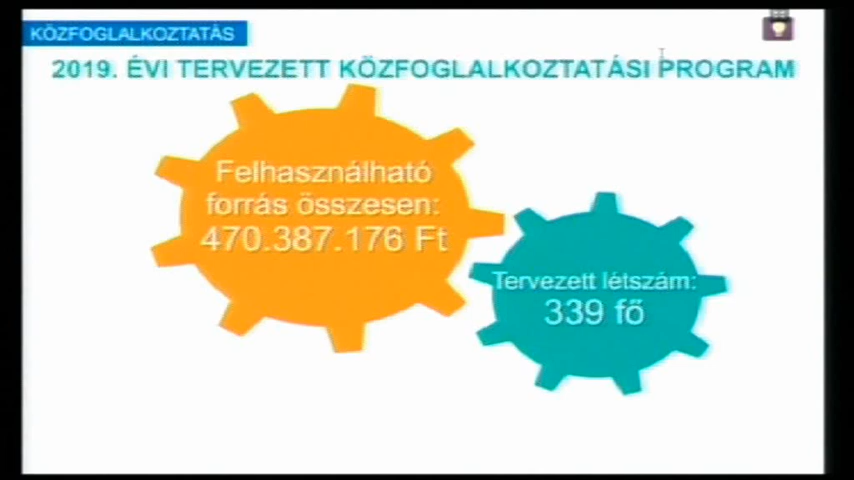 KÖZFOGLALKOZTATÁS
2019. ÉVI TERVEZETT KÖZFOGLALKOZTATÁSI PROGRAM
Felhasználható
forrás összesen:
470.387.176 Ft
Tervezett létszám:
339 fő